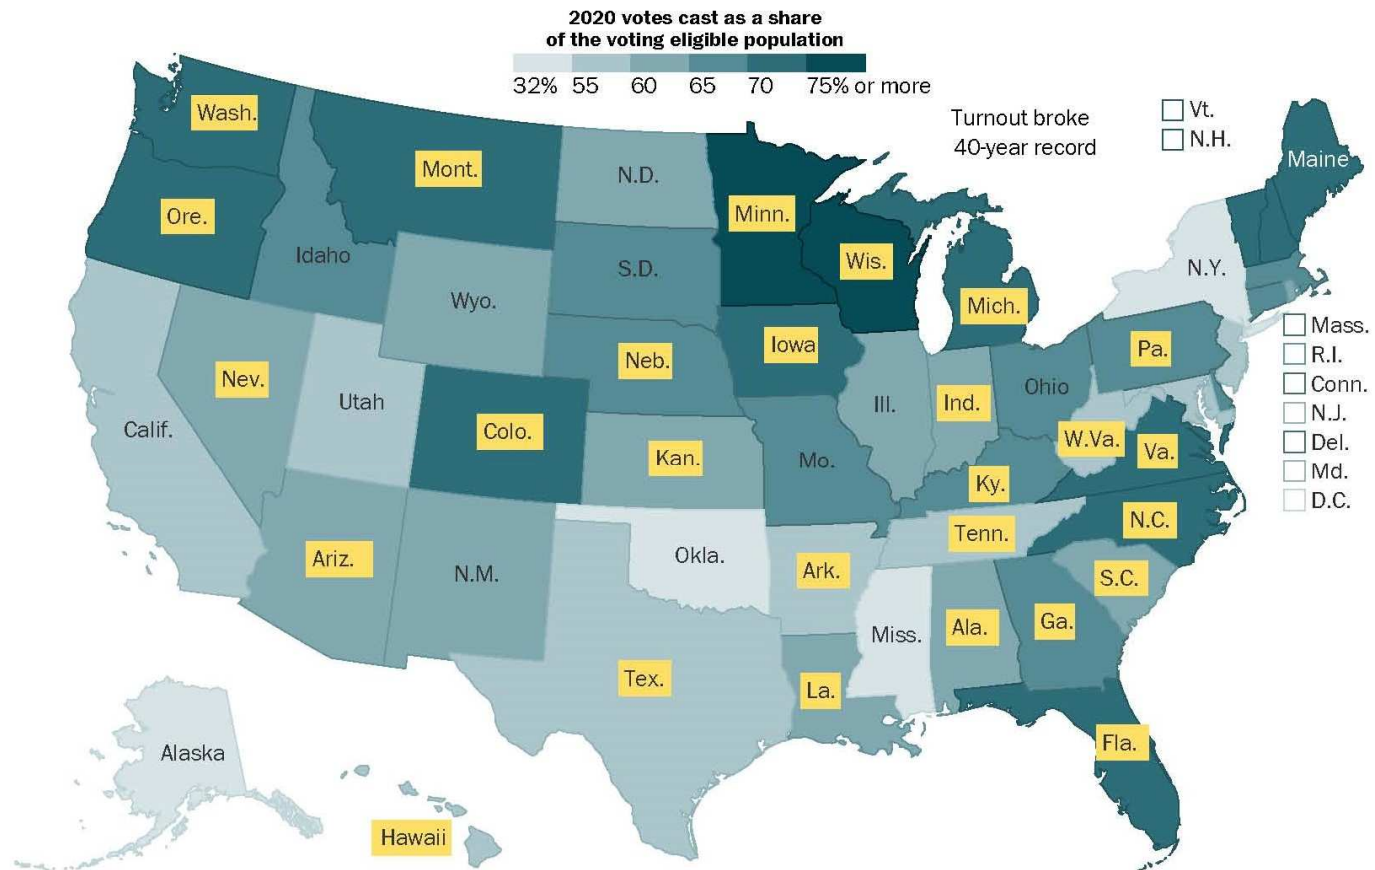 2020 votes cast as a share
of the voting eligible population
32% 55 60 65 70 75% or more
Turnout broke
40-year record
Vt.
N.H.
Maine
Wash.
Mont.
N.D.
Minn.
Ore.
Idaho
S.D.
Wis.
N.Y.
Wyo.
Mich.
Mass.
R.I.
Conn.
N.J.
Del.
Md.
D.C.
Nev.
Utah
Neb.
Iowa
Pa.
Calif.
Colo.
Ill.
Ind.
Ohio
Kan.
Mo.
W.Va.
Va.
Ky.
N.C.
Tenn.
Ariz.
N.M.
Okla.
Ark.
S.C.
Miss.
Ala.
Ga.
Tex.
La.
Fla.
Alaska
Hawaii